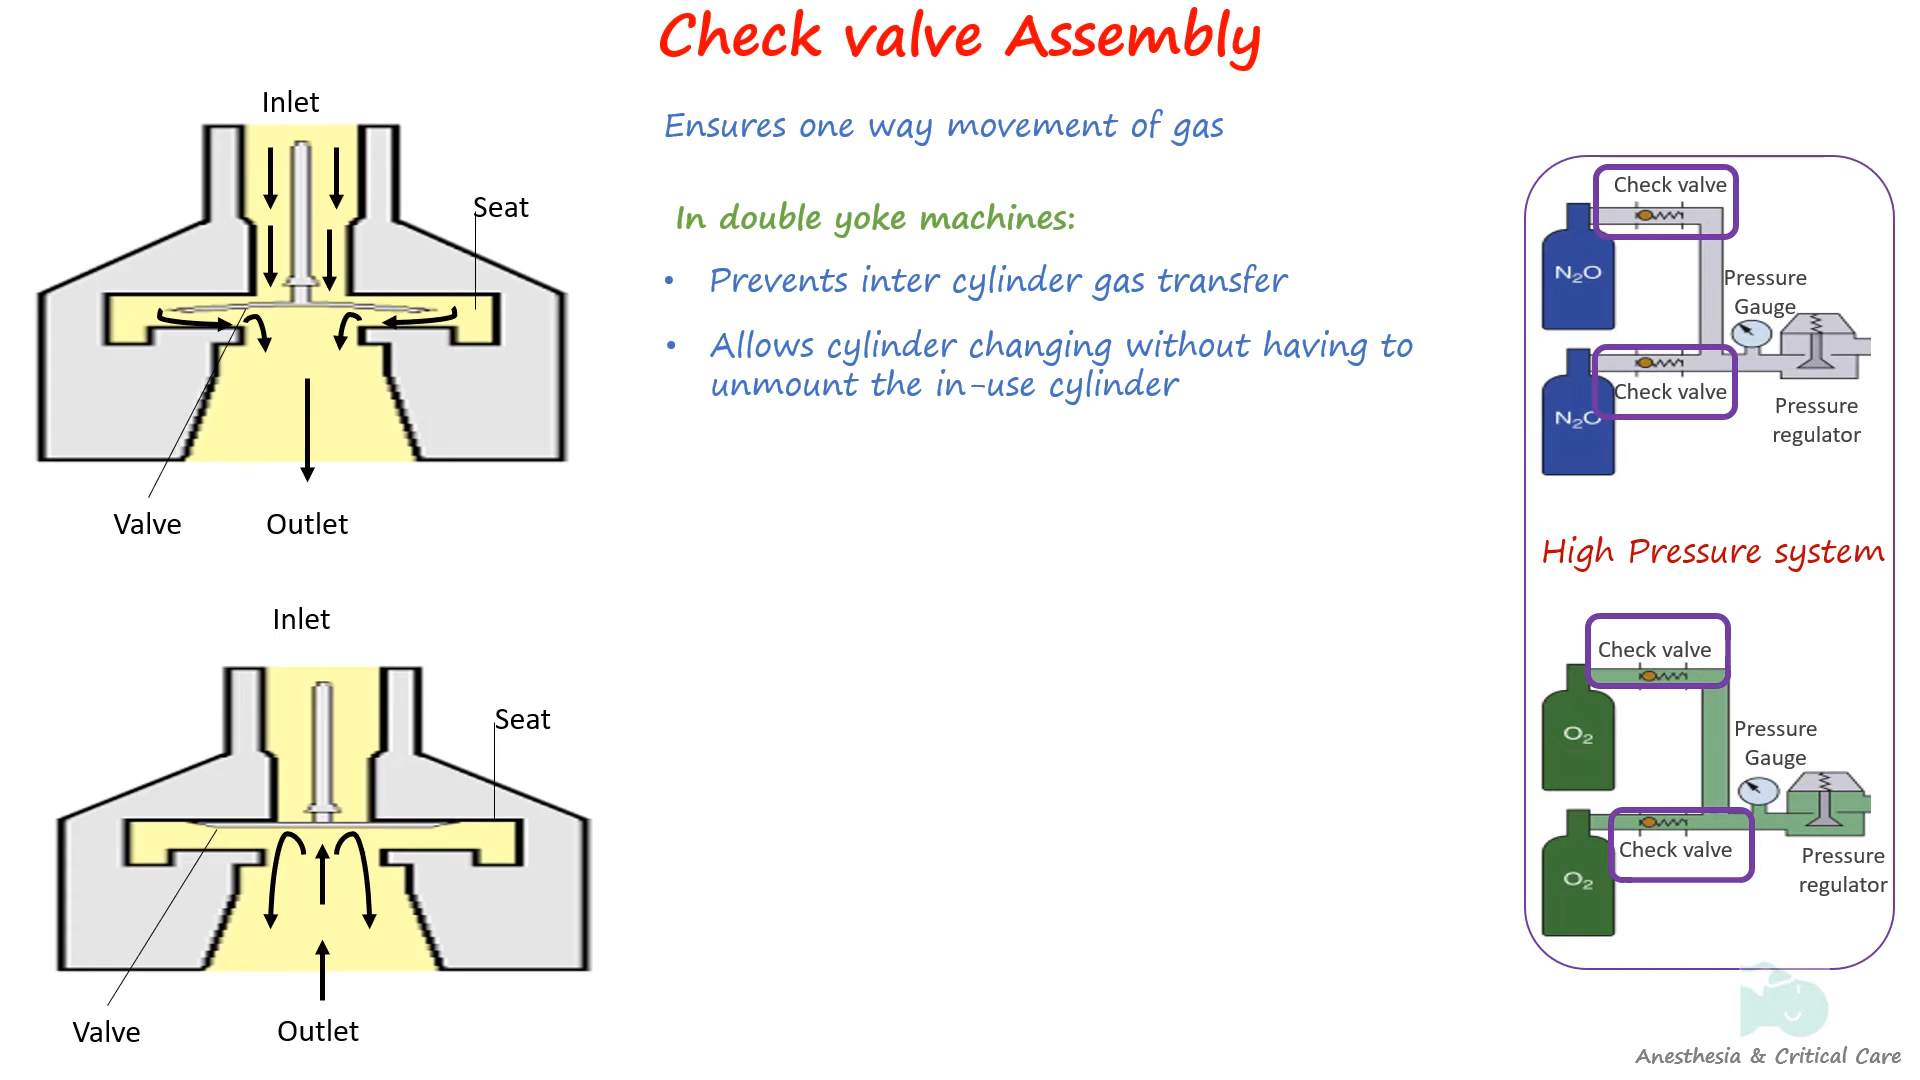 Check valve Assembly
Inlet
Seat
Valve
Outlet
Inlet
Seat
Valve
Outlet
Ensures one way movement of gas
In double yoke machines:
• Prevents inter cylinder gas transfer
• Allows cylinder changing without having to
unmount the in-use cylinder
Check valve
N₂O
Pressure
Gauge
N₂O
Check valve
Pressure
regulator
High Pressure system
Check valve
O₂
Pressure
Gauge
O₂
Check valve
Pressure
regulator
Anesthesia & Critical Care